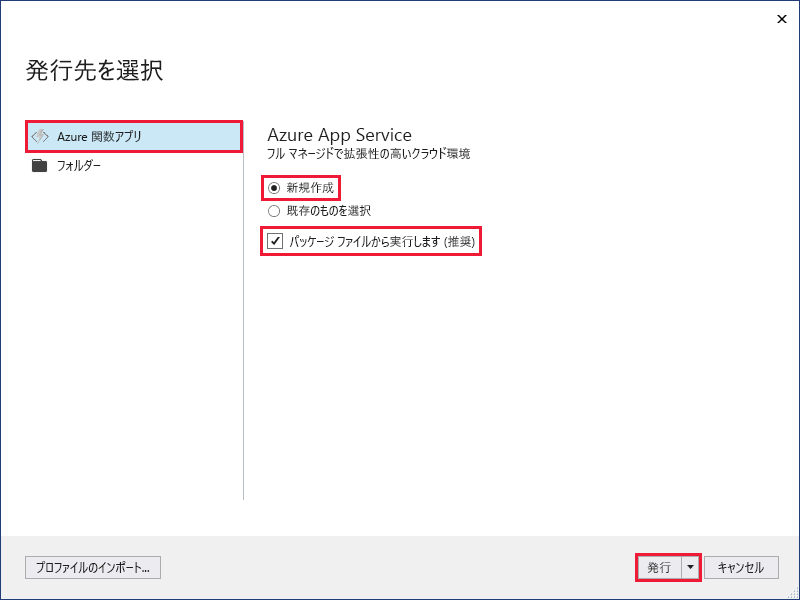 発行先を選択
Azure 関数アプリ
フォルダー
Azure App Service
フル マネージドで拡張性の高いクラウド環境
新規作成
既存のものを選択
パッケージ ファイルから実行します (推奨)
プロファイルのインポート...
発行
キャンセル